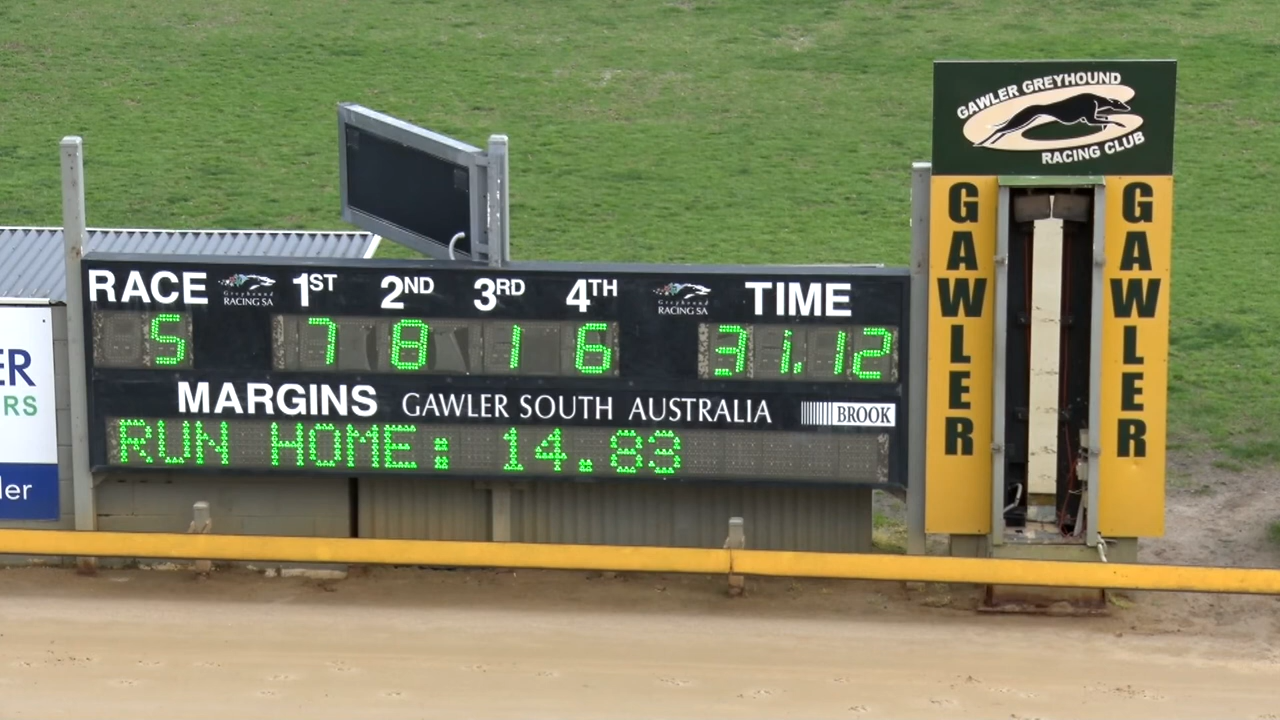 GAWLER GREYHOUND
RACING CLUB
GAWLER
GAWLER
RACE
Greyhound
RACING SA
1ST 2ND 3RD 4TH
Greyhound
RACING SA
TIME
5 7 8 1 6 31.12
MARGINS GAWLER SOUTH AUSTRALIA BROOK
RUN HOME: 14.83
ER
RS
ler